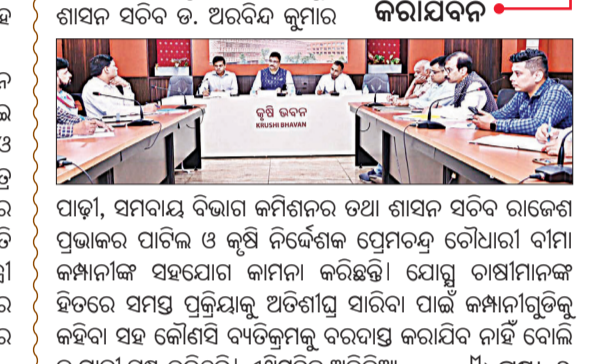 ଶାସନ ସଚିବ ଡ. ଅରବିନ୍ଦ କୁମାର
କରାଯିବନି
କୃଷି ଭବନ
KRUSHI BHAVAN
ପାଢ଼ୀ, ସମବାୟ ବିଭାଗ କମିଶନର ତଥା ଶାସନ ସଚିବ ରାଜେଶ
ପ୍ରଭାକର ପାଟିଲ ଓ କୃଷି ନିର୍ଦ୍ଦେଶକ ପ୍ରେମଚନ୍ଦ୍ର ଚୌଧାରୀ ବୀମା
କମ୍ପାନୀଙ୍କ ସହଯୋଗ କାମନା କରିଛନ୍ତି। ଯୋଗ୍ଯ ଚାଷୀମାନଙ୍କ
ହିତରେ ସମସ୍ତ ପ୍ରକ୍ରିୟାକୁ ଅତିଶୀଘ୍ର ସାରିବା ପାଇଁ କମ୍ପାନୀଗୁଡିକୁ
କହିବା ସହ କୌଣସି ବ୍ୟତିକ୍ରମକୁ ବରଦାସ୍ତ କରାଯିବ ନାହିଁ ବୋଲି